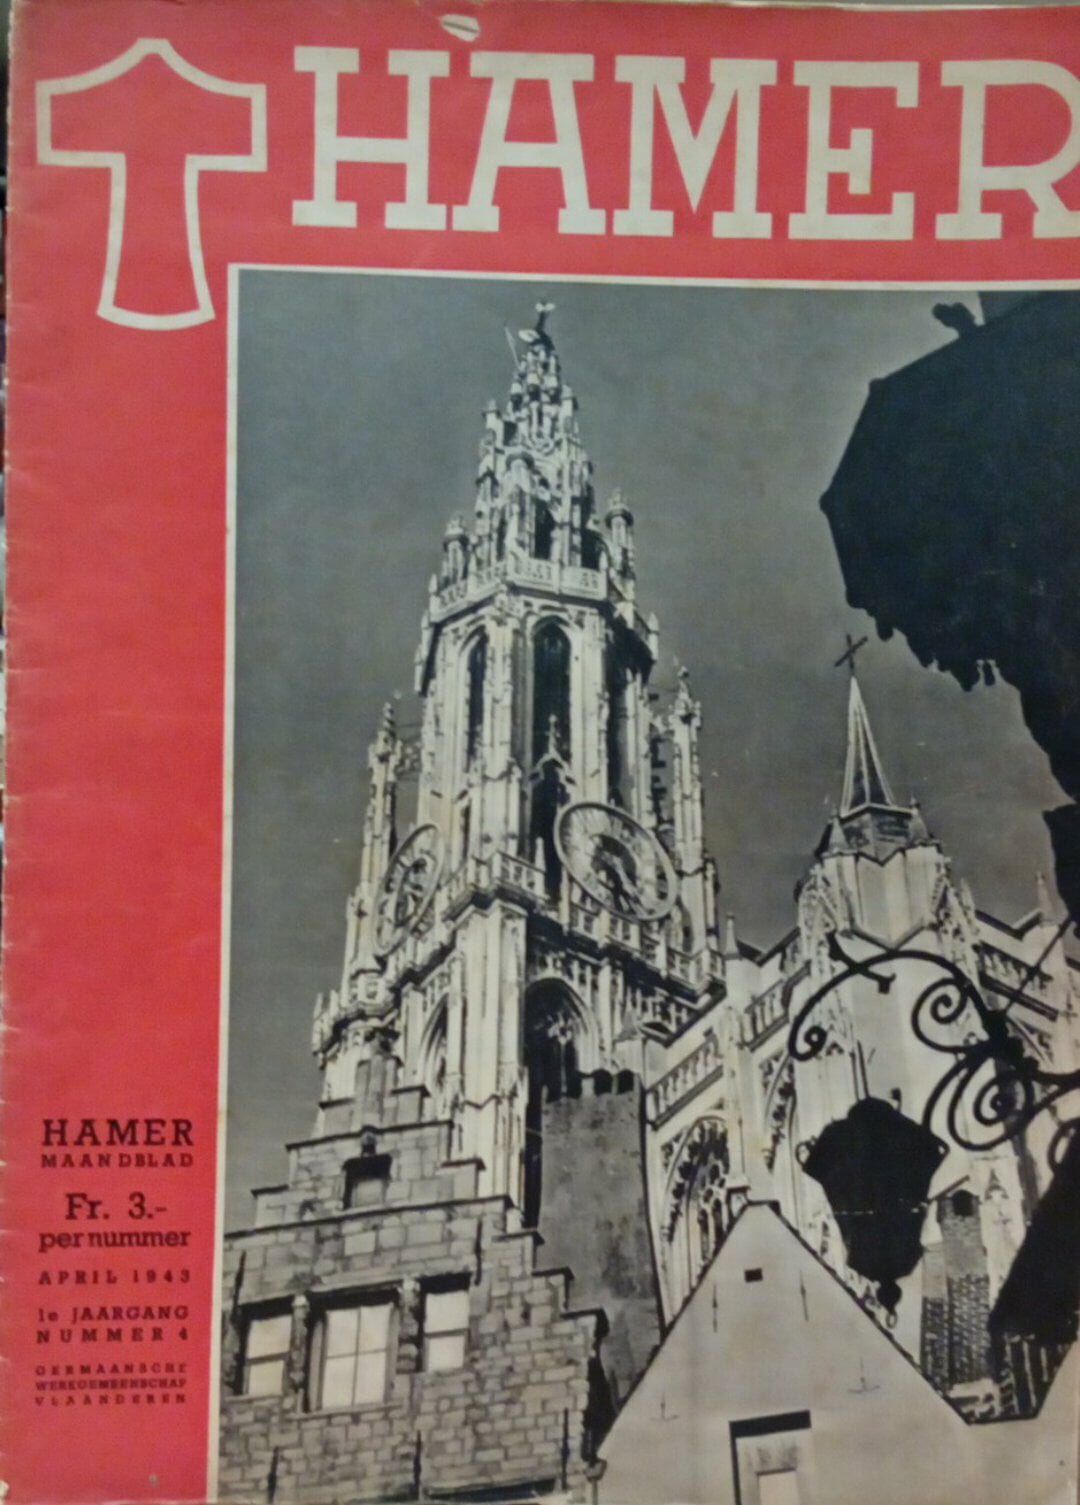 HAMER
HAMER
MAANDBLAD
Fr. 3.-
per nummer
APRIL 1943
1e JAARGANG
NUMMER 4
GERMAANSCHE
WERKGEMEENSCHAP
VLAANDEREN